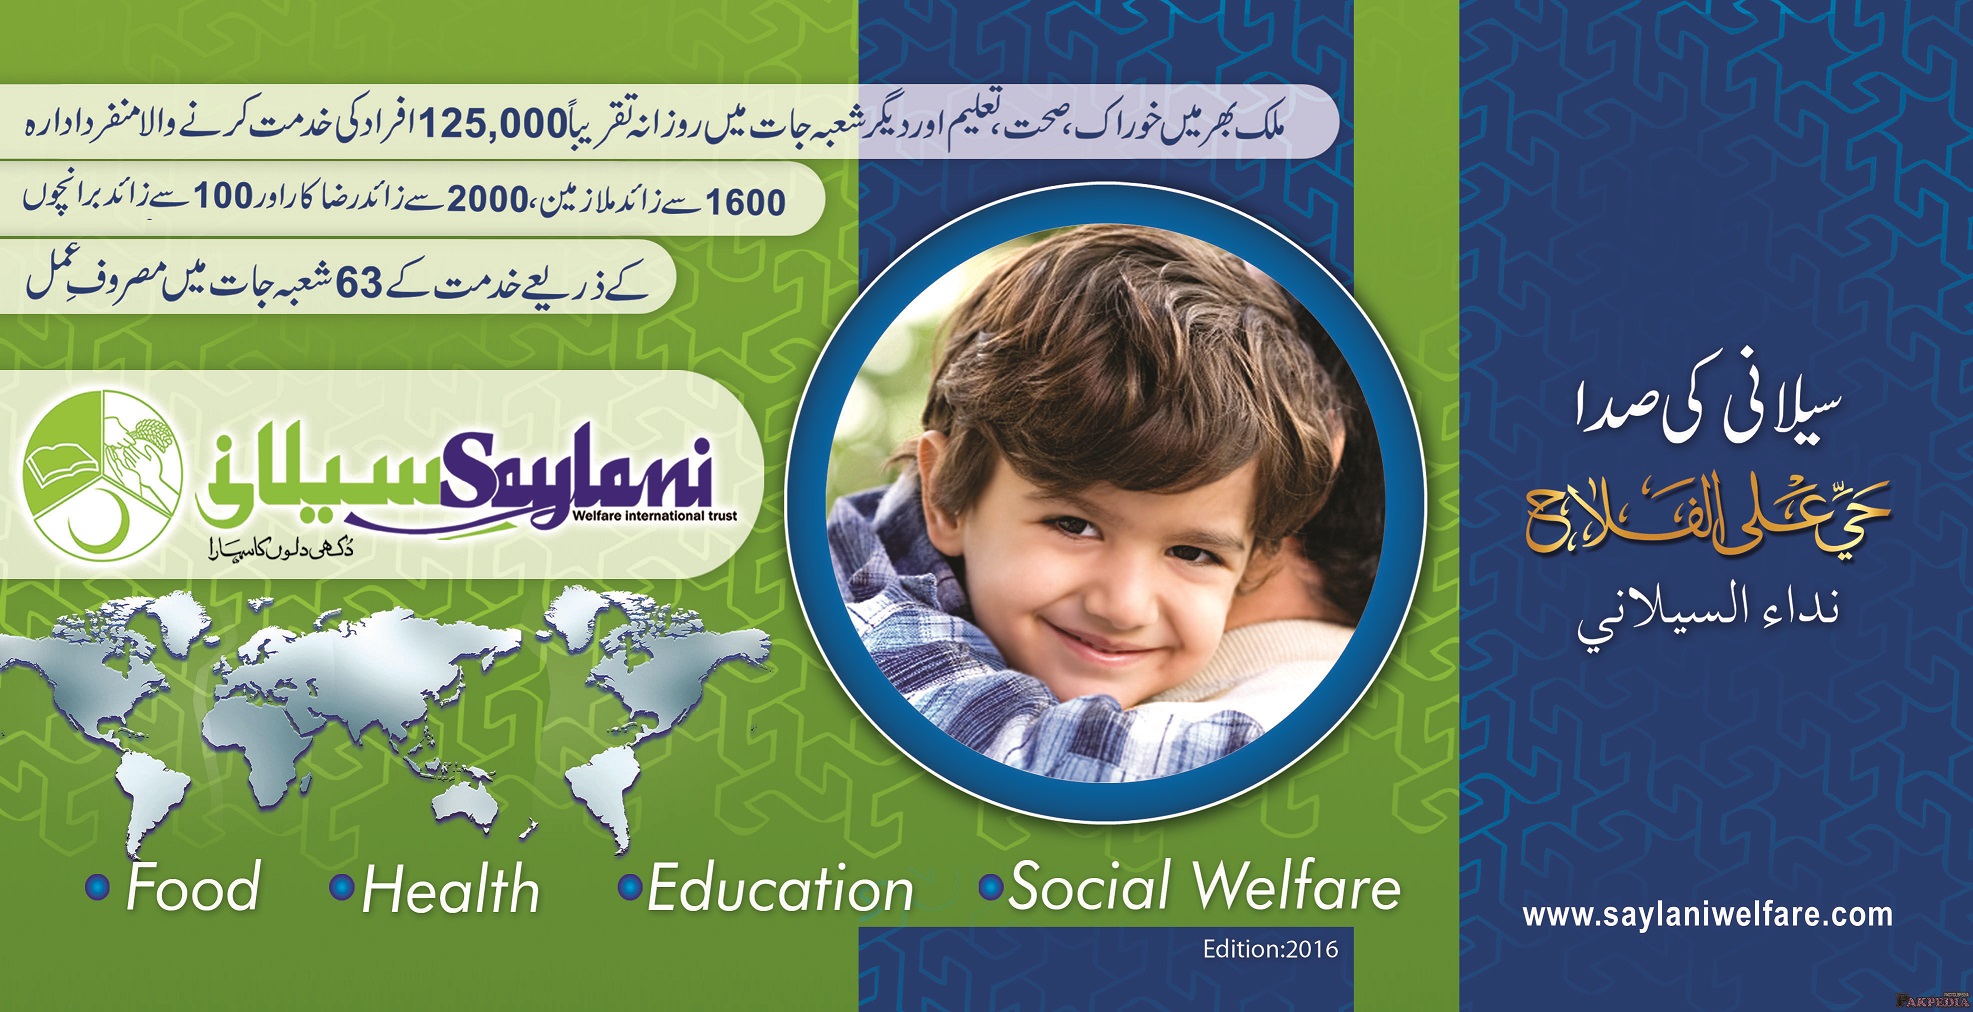 ملک بھر میں خوراک، صحت، تعلیم اور دیگر شعبہ جات میں روزانہ تقریباً 125,000 افراد کی خدمت کرنے والا منفرد ادارہ
1600 سے زائد ملازمین، 2000 سے زائد رضا کار اور 100 سے زائد برانچوں
کے ذریعے خدمت کے 63 شعبہ جات میں مصروفِ عمل
سیلانی Saylani
Welfare international trust
دُکھی دلوں کا سہارا
Food
Health
Education
Social Welfare
Edition:2016
سیلانی کی صدا
حَيَّ عَلَى الفَلَاح
نداء السيلاني
www.saylaniwelfare.com
PAKPEDIA